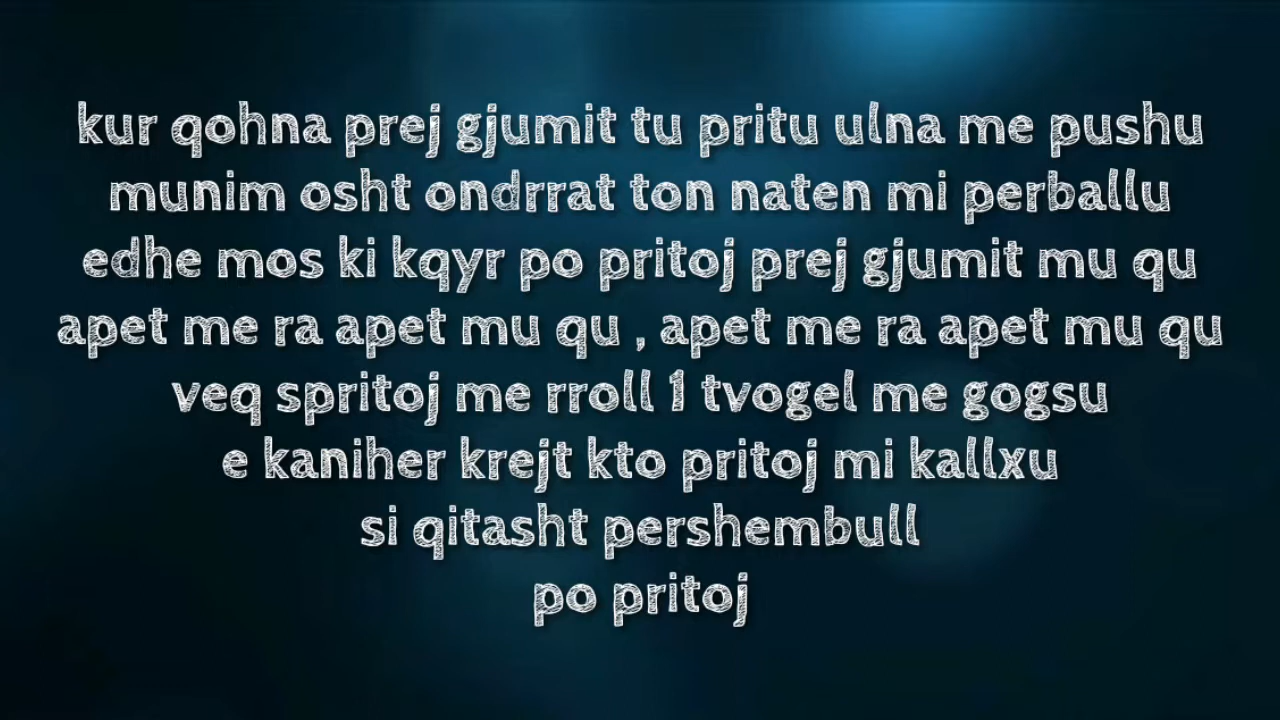 kur qohna prej gjumit tu pritu ulna me pushu
munim osht ondrrat ton naten mi perballu
edhe mos ki kqyr po pritoj prej gjumit mu qu
apet me ra apet mu qu , apet me ra apet mu qu
veq spritoj me rroll 1 tvogel me gogsu
e kaniher krejt kto pritoj mi kallxu
si qitasht pershembull
po pritoj